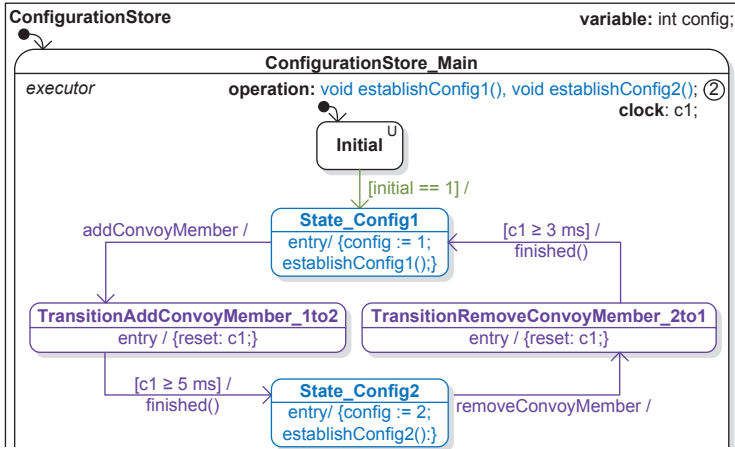 ConfigurationStore
variable: int config;
ConfigurationStore_Main
executor
operation: void establishConfig1(), void establishConfig2(); 2
clock: c1;
Initial U
[initial == 1] /
State_Config1
entry/ {config := 1;
establishConfig1();}
addConvoyMember /
[c1 ≥ 3 ms] /
finished()
TransitionAddConvoyMember_1to2
entry / {reset: c1;}
TransitionRemoveConvoyMember_2to1
entry / {reset: c1;}
[c1 ≥ 5 ms] /
finished()
State_Config2
entry/ {config := 2;
establishConfig2():}
removeConvoyMember /